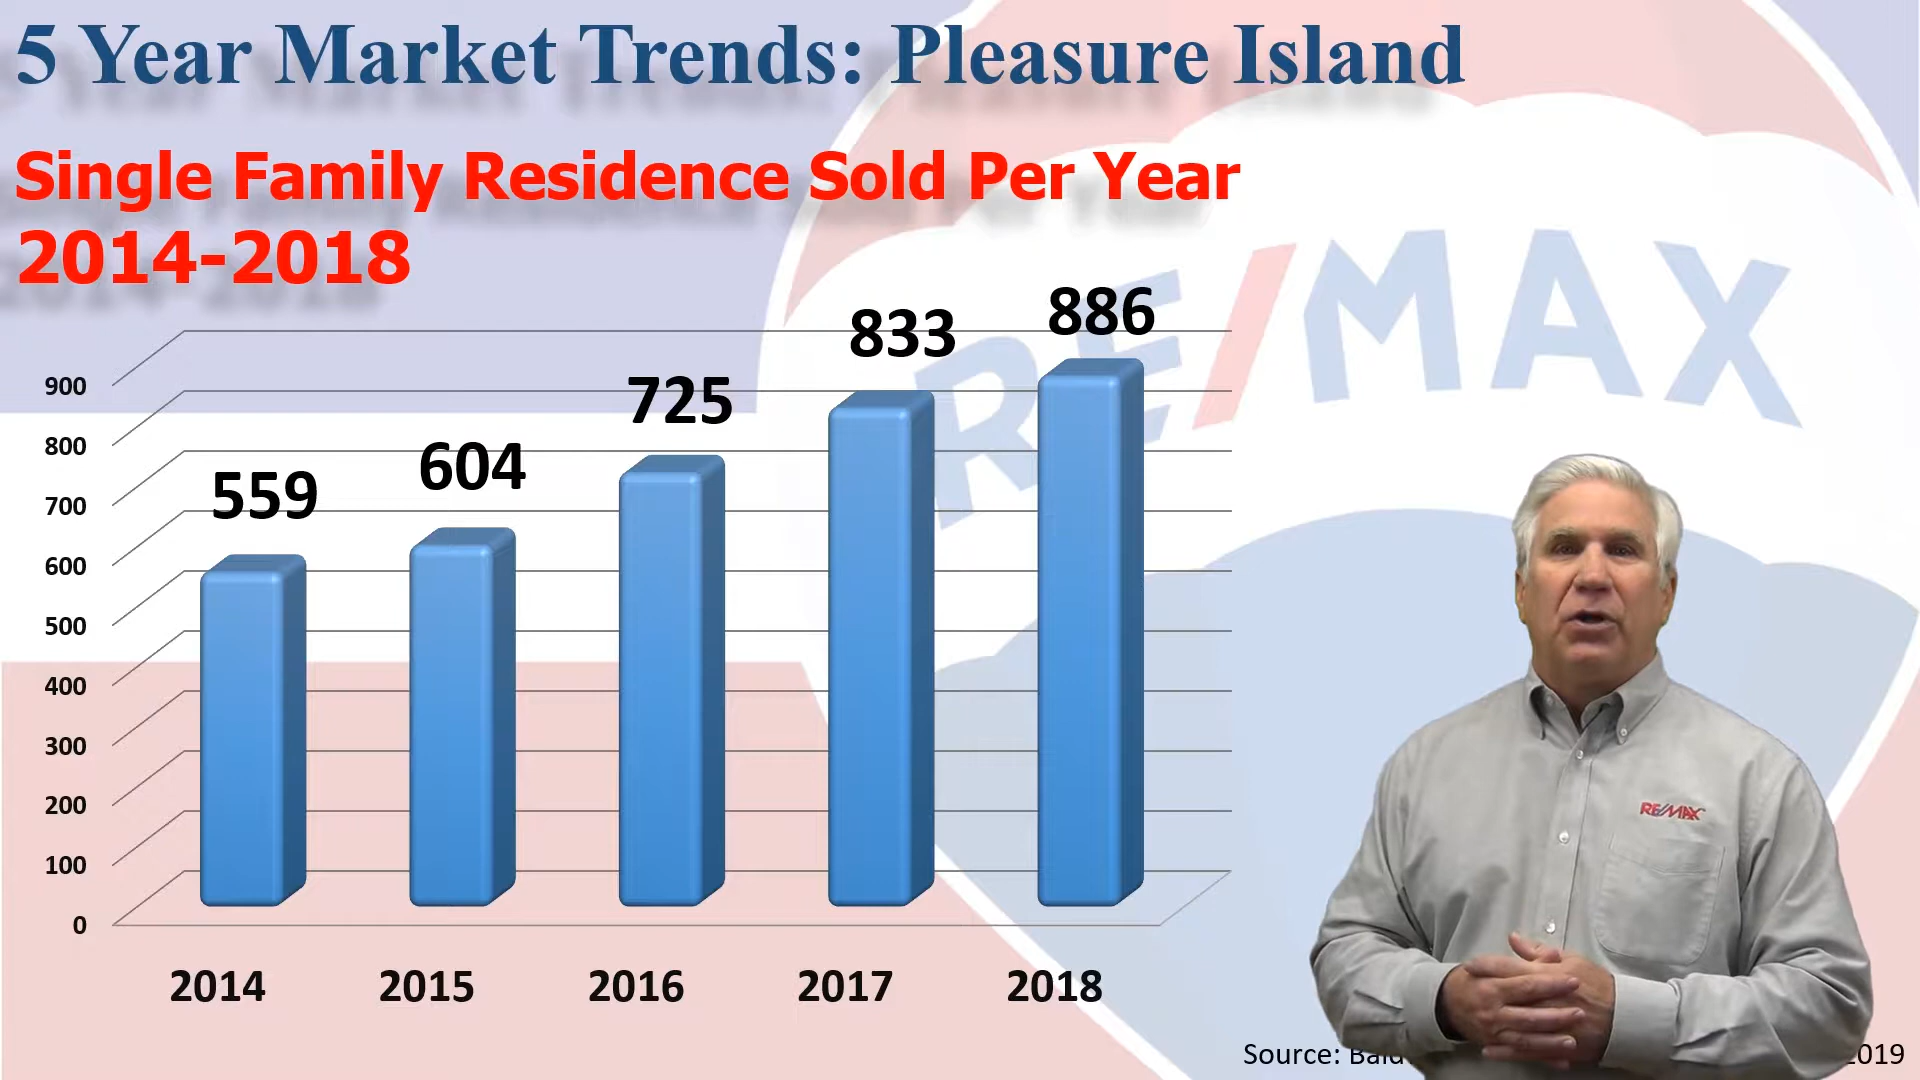 5 Year Market Trends: Pleasure Island
Single Family Residence Sold Per Year
2014-2018
RE/MAX
886
833
725
604
559
900
800
700
600
500
400
300
200
100
0
2014 2015 2016 2017 2018
RE/MAX
Source: 2019